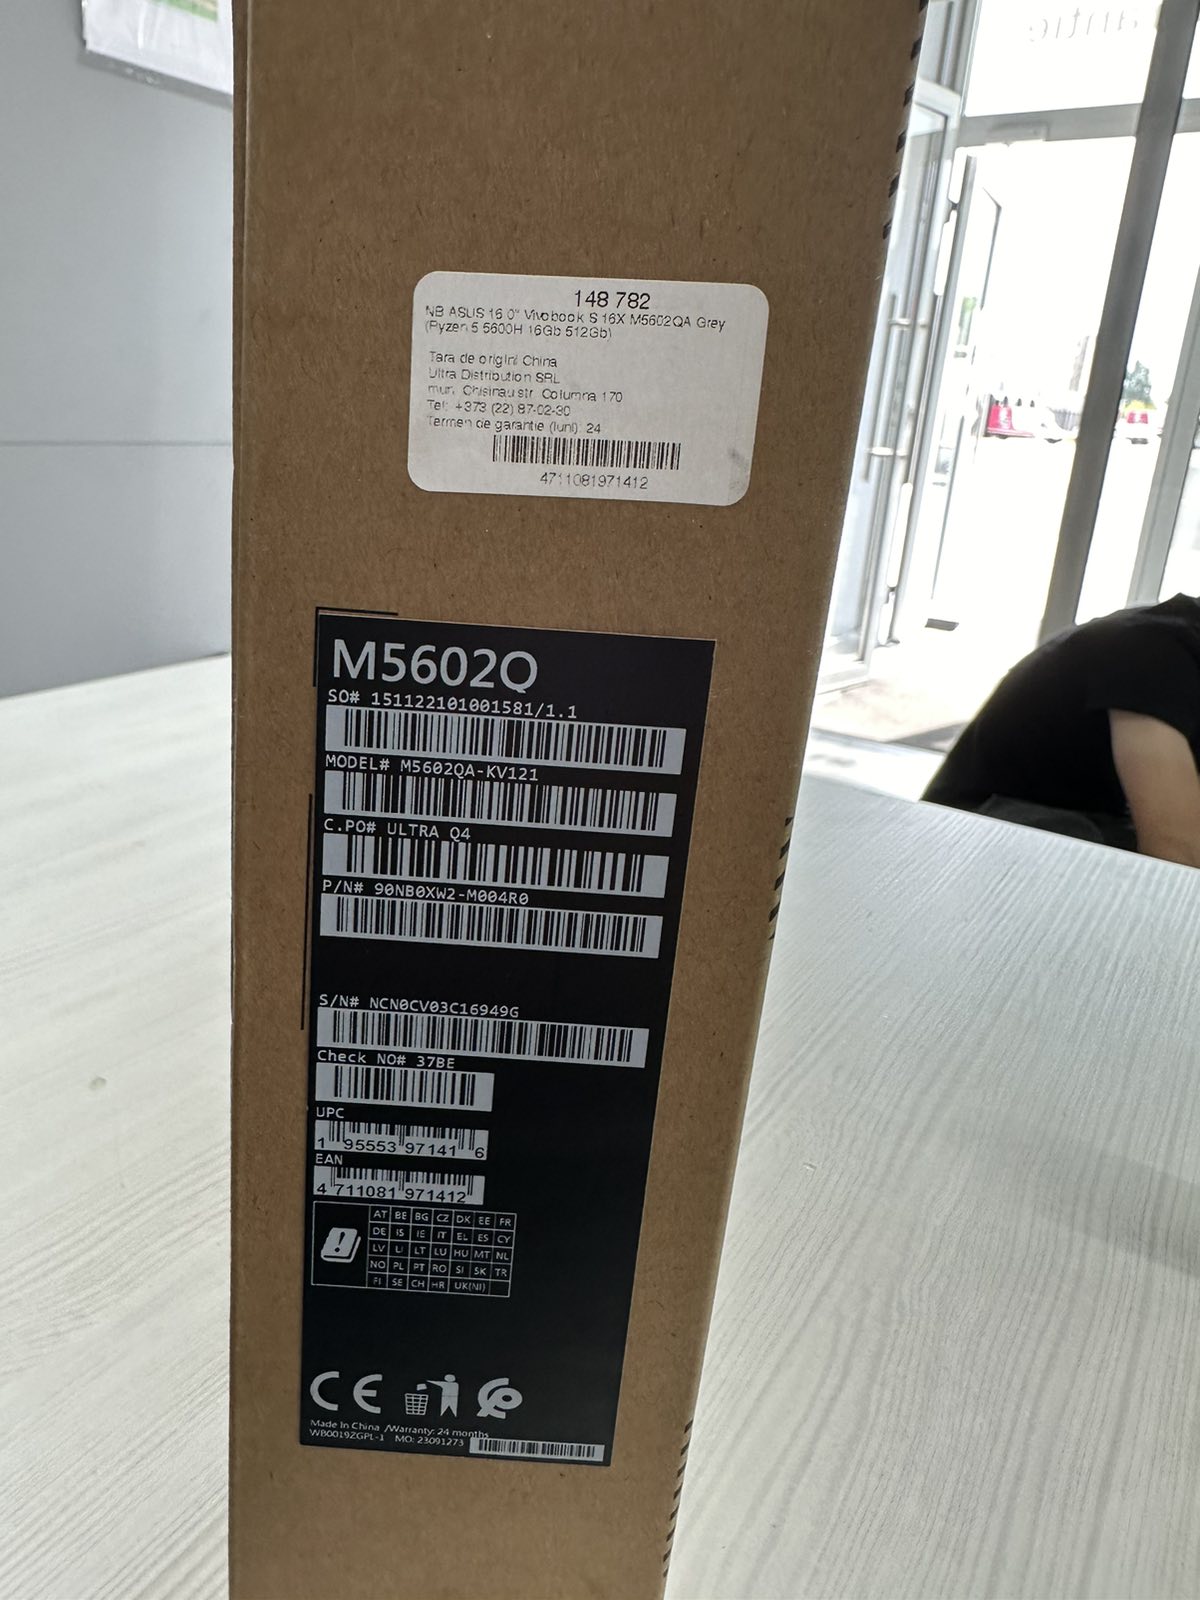 148 782
NB ASUS 16.0" Vivobook S 16X M5602QA Grey
(Ryzen 5 5600H 16Gb 512Gb)
Tara de origini China
Ultra Distribution SRL
mun. Chisinau str. Columna 170
Tel: +373 (22) 87-02-30
Termen de garantie (luni): 24
4711081971412
M5602Q
SO# 151122101001581/1.1
MODEL# M5602QA-KV121
C.PO# ULTRA Q4
P/N# 90NB0XW2-M004R0
S/N# NCN0CV03C16949G
Check NO# 37BE
UPC
1 95553 97141 6
EAN
4 711081 971412
AT BE BG CZ DK EE FR
DE IS IE IT EL ES CY
LV LI LT LU HU MT NL
NO PL PT RO SI SK TR
FI SE CH HR UK(NI)
CE
Made In China /Warranty: 24 months
WB0019ZGPL-1 MO: 23091273